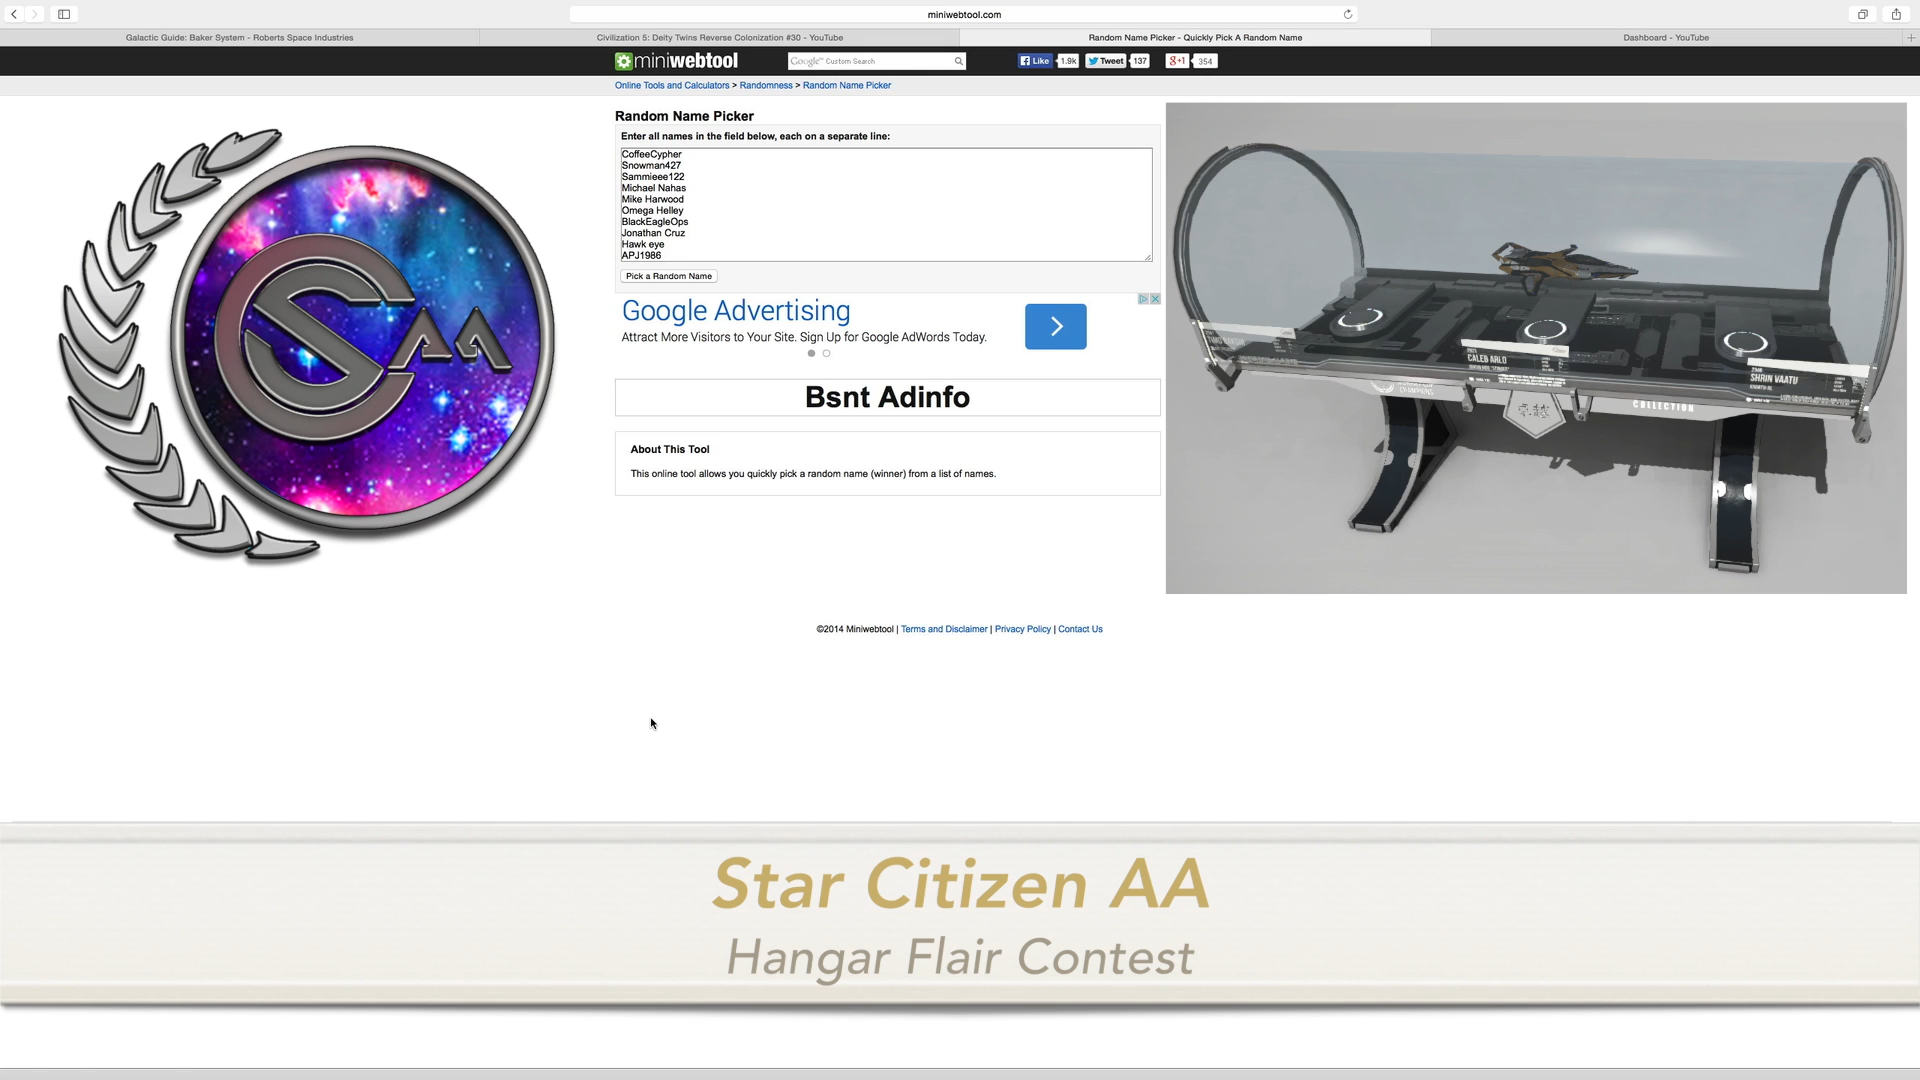 miniwebtool.com
Galactic Guide: Baker System - Roberts Space Industries
Civilization 5: Deity Twins Reverse Colonization #30 - YouTube
Random Name Picker - Quickly Pick A Random Name
Dashboard - YouTube
miniwebtool
Google™ Custom Search
Like 1.9k
Tweet 137
g+1 354
Online Tools and Calculators > Randomness > Random Name Picker
Random Name Picker
Enter all names in the field below, each on a separate line:
CoffeeCypher
Snowman427
Sammieee122
Michael Nahas
Mike Harwood
Omega Helley
BlackEagleOps
Jonathan Cruz
Hawk eye
APJ1986
Pick a Random Name
Google Advertising
Attract More Visitors to Your Site. Sign Up for Google AdWords Today.
Bsnt Adinfo
About This Tool
This online tool allows you quickly pick a random name (winner) from a list of names.
CALEB ARLO
SHRIN VAATU
COLLECTION
©2014 Miniwebtool | Terms and Disclaimer | Privacy Policy | Contact Us
Star Citizen AA
Hangar Flair Contest